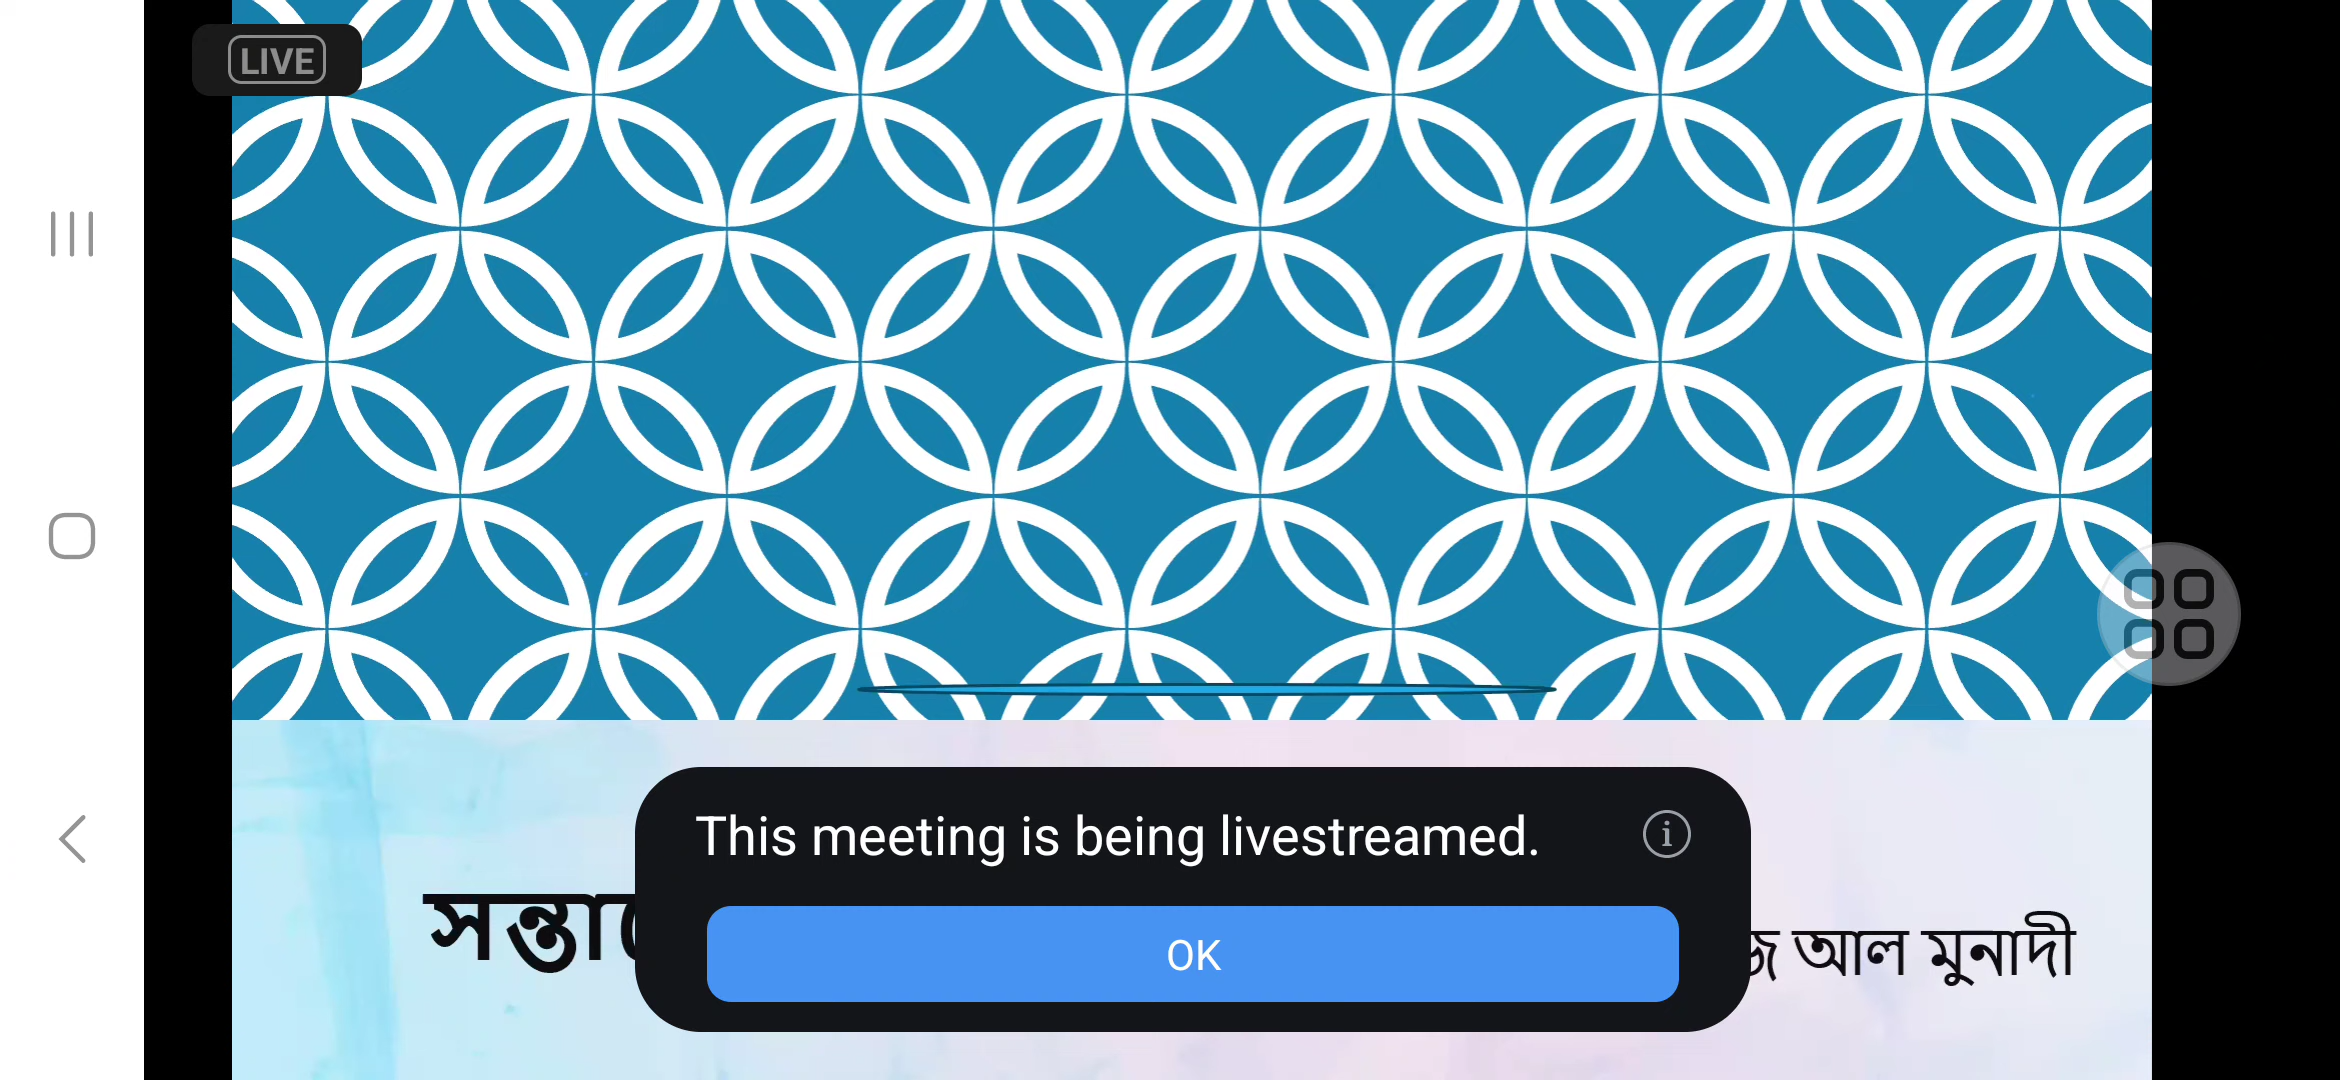 LIVE
This meeting is being livestreamed.
OK
আল মুনাদী